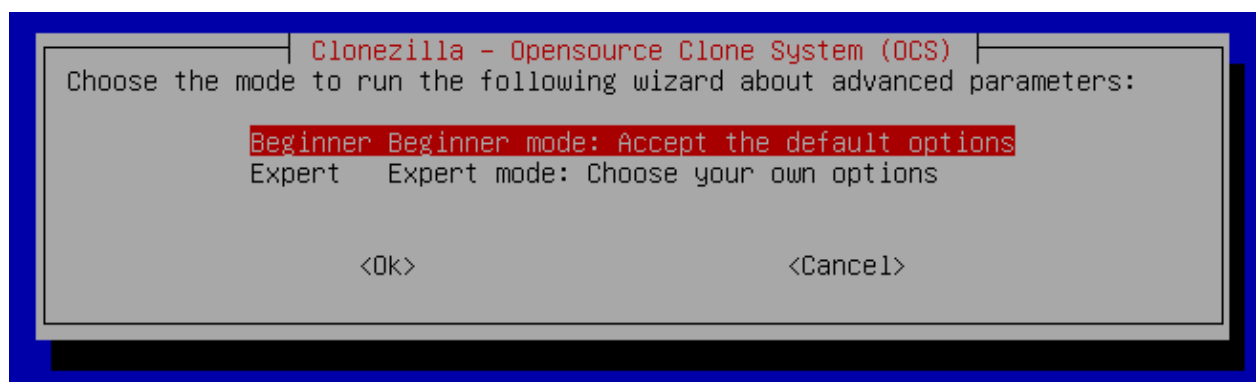 Clonezilla - Opensource Clone System (OCS)
Choose the mode to run the following wizard about advanced parameters:
Beginner Beginner mode: Accept the default options
Expert   Expert mode: Choose your own options
<Ok> <Cancel>